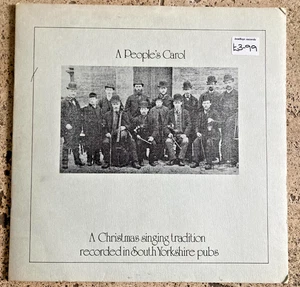 A People's Carol
£3.99
A Christmas singing tradition
recorded in South Yorkshire pubs